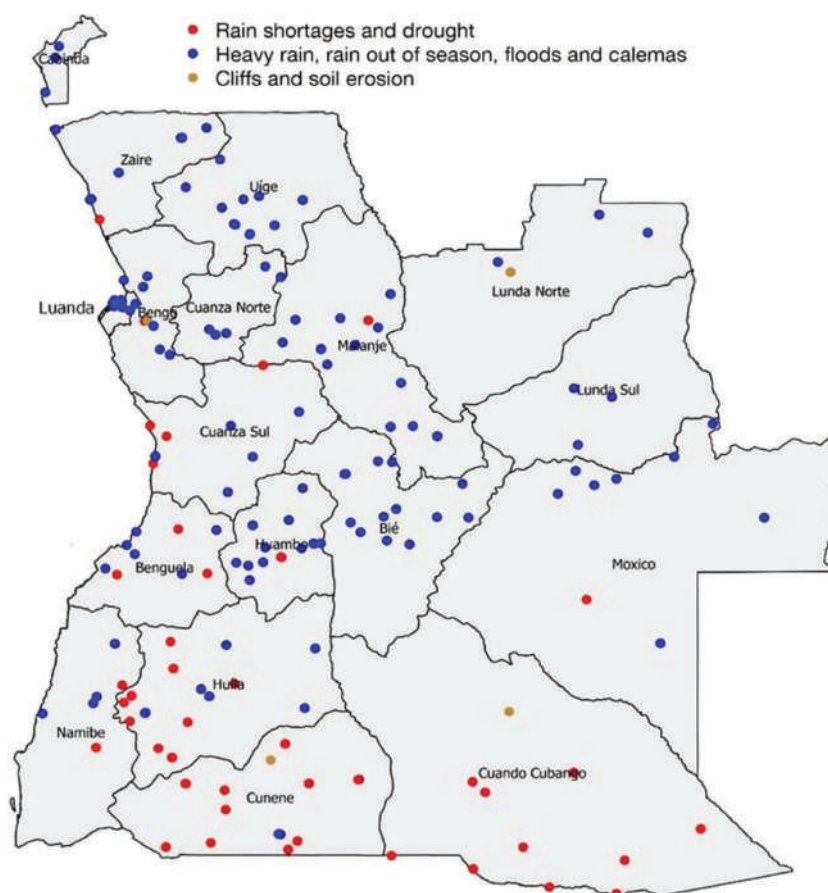 Rain shortages and drought
Heavy rain, rain out of season, floods and calemas
Cliffs and soil erosion
Cabinda
Zaire
Uíge
Lunda Norte
Luanda
Bengo
Cuanza Norte
Malanje
Lunda Sul
Cuanza Sul
Bié
Huambo
Benguela
Moxico
Huíla
Namibe
Cuando Cubango
Cunene